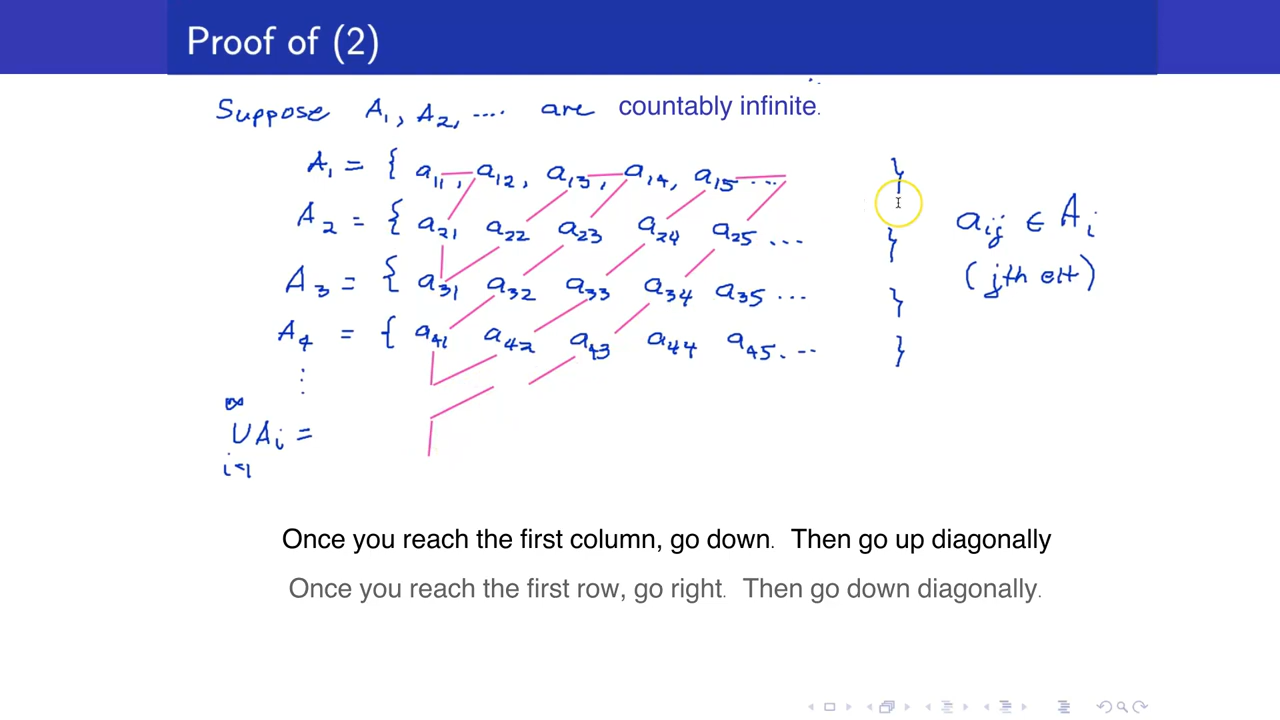 Proof of (2)
Suppose A₁, A₂, .... are countably infinite.
A₁ = { a₁₁, a₁₂, a₁₃, a₁₄, a₁₅ ... }
A₂ = { a₂₁ a₂₂ a₂₃ a₂₄ a₂₅ ... }
aᵢⱼ ∈ Aᵢ
A₃ = { a₃₁ a₃₂ a₃₃ a₃₄ a₃₅ ... }
(jth elt)
A₄ = { a₄₁ a₄₂ a₄₃ a₄₄ a₄₅ ... }
⋮
∞
∪Aᵢ =
i=1
Once you reach the first column, go down. Then go up diagonally
Once you reach the first row, go right. Then go down diagonally.